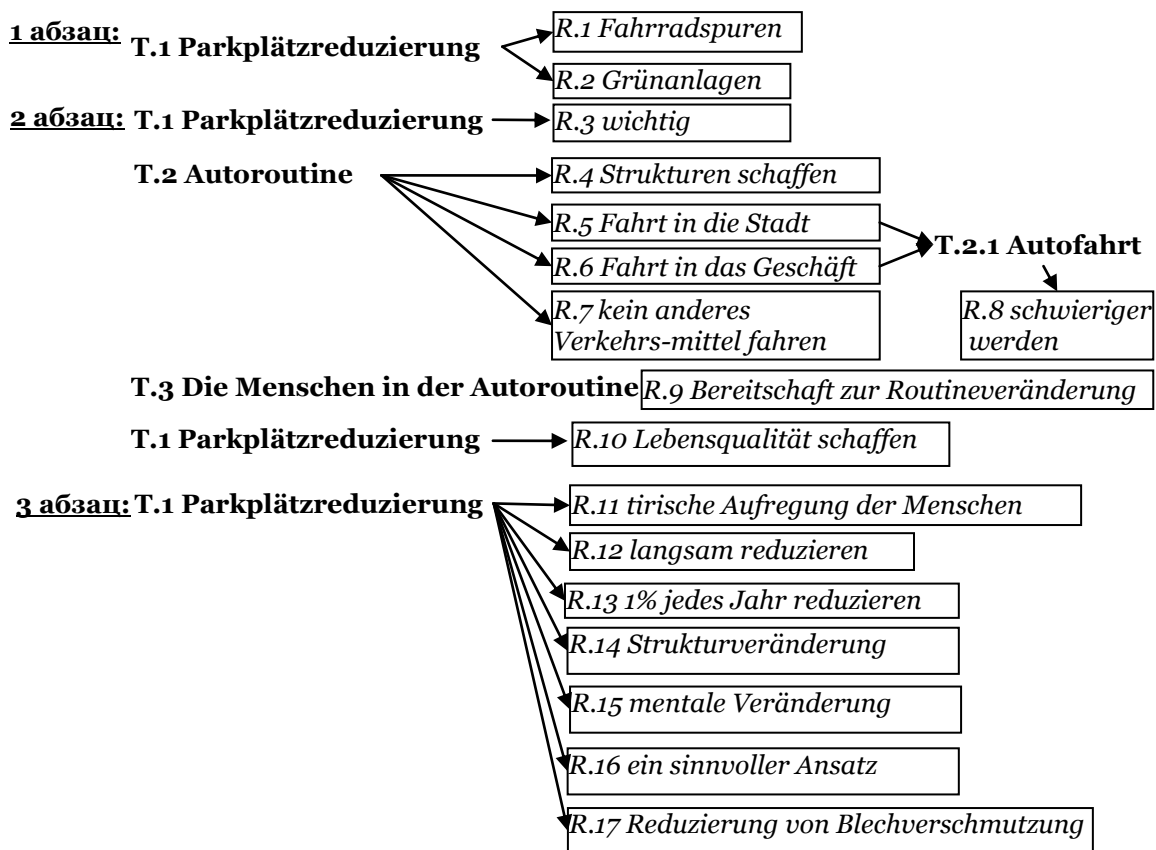 1 абзац: T.1 Parkplätzreduzierung
R.1 Fahrradspuren
R.2 Grünanlagen
2 абзац: T.1 Parkplätzreduzierung
R.3 wichtig
T.2 Autoroutine
R.4 Strukturen schaffen
R.5 Fahrt in die Stadt
R.6 Fahrt in das Geschäft
T.2.1 Autofahrt
R.7 kein anderes
Verkehrs-mittel fahren
R.8 schwieriger
werden
T.3 Die Menschen in der Autoroutine R.9 Bereitschaft zur Routineveränderung
T.1 Parkplätzreduzierung
R.10 Lebensqualität schaffen
3 абзац: T.1 Parkplätzreduzierung
R.11 tirische Aufregung der Menschen
R.12 langsam reduzieren
R.13 1% jedes Jahr reduzieren
R.14 Strukturveränderung
R.15 mentale Veränderung
R.16 ein sinnvoller Ansatz
R.17 Reduzierung von Blechverschmutzung